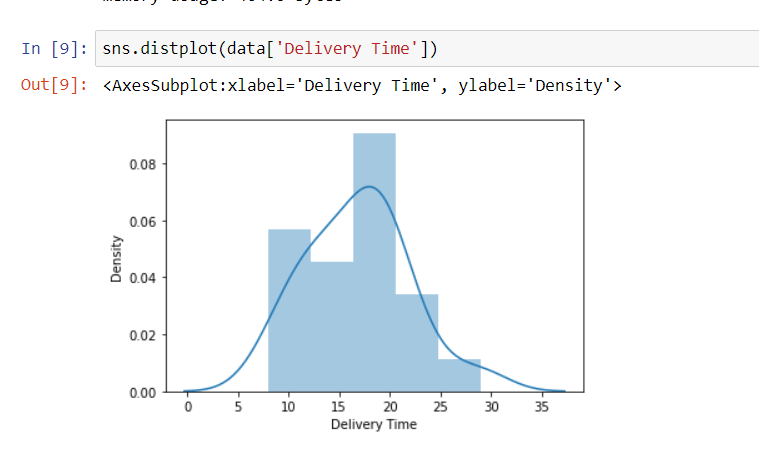 In [9]: sns.distplot(data['Delivery Time'])
Out[9]: <AxesSubplot:xlabel='Delivery Time', ylabel='Density'>
0.08
0.06
0.04
0.02
0.00
Density
0 5 10 15 20 25 30 35
Delivery Time